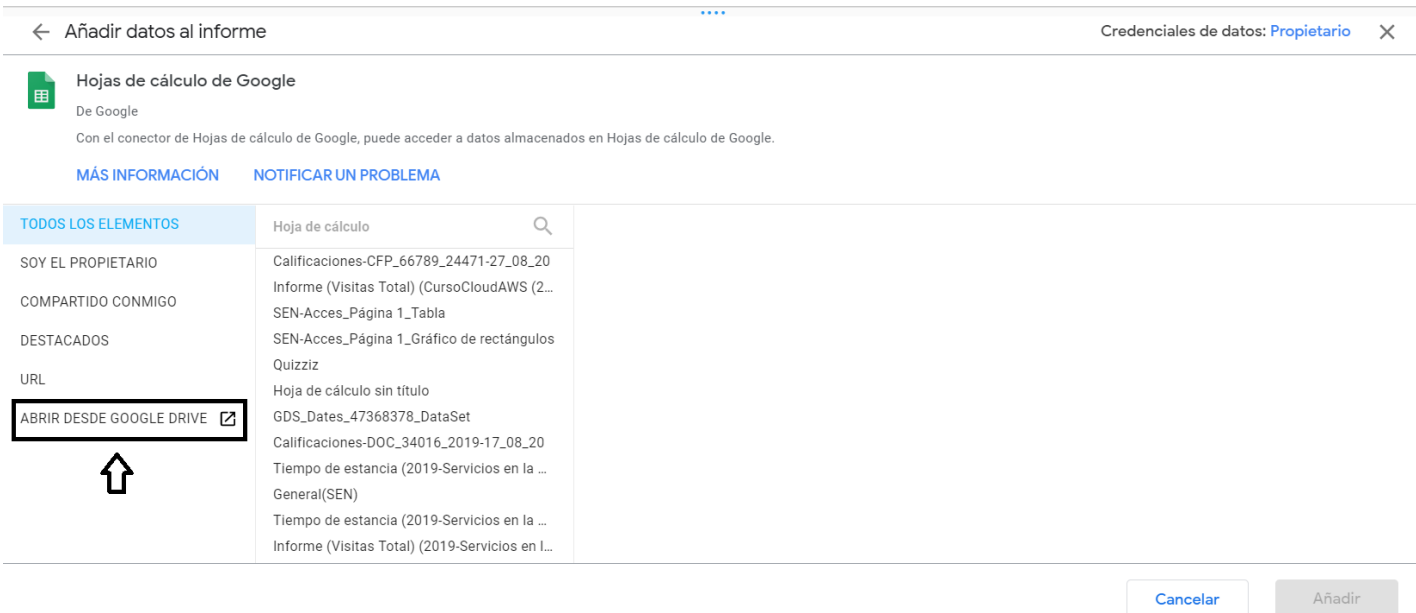 Añadir datos al informe
Credenciales de datos: Propietario
Hojas de cálculo de Google
De Google
Con el conector de Hojas de cálculo de Google, puede acceder a datos almacenados en Hojas de cálculo de Google.
MÁS INFORMACIÓN
NOTIFICAR UN PROBLEMA
TODOS LOS ELEMENTOS
SOY EL PROPIETARIO
COMPARTIDO CONMIGO
DESTACADOS
URL
ABRIR DESDE GOOGLE DRIVE
Hoja de cálculo
Calificaciones-CFP_66789_24471-27_08_20
Informe (Visitas Total) (CursoCloudAWS (2...
SEN-Acces_Página 1_Tabla
SEN-Acces_Página 1_Gráfico de rectángulos
Quizziz
Hoja de cálculo sin título
GDS_Dates_47368378_DataSet
Calificaciones-DOC_34016_2019-17_08_20
Tiempo de estancia (2019-Servicios en la ...
General(SEN)
Tiempo de estancia (2019-Servicios en la ...
Informe (Visitas Total) (2019-Servicios en l...
Cancelar
Añadir